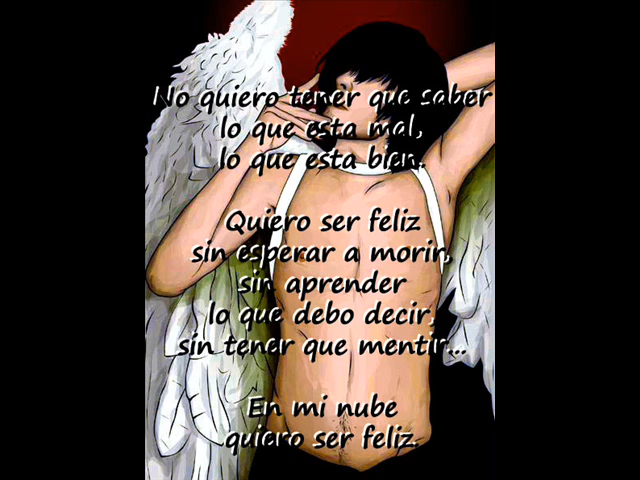 No quiero tener que saber
lo que esta mal,
lo que esta bien.
Quiero ser feliz
sin esperar a morir,
sin aprender
lo que debo decir,
sin tener que mentir...
En mi nube
quiero ser feliz.